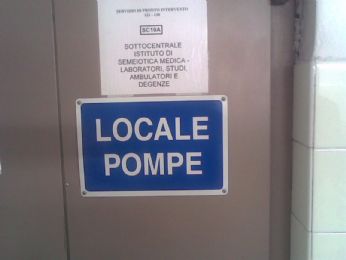 SERVIZIO DI PRONTO INTERVENTO
SC19A
SOTTOCENTRALE
ISTITUTO DI
SEMEIOTICA MEDICA -
LABORATORI, STUDI,
AMBULATORI E
DEGENZE
LOCALE
POMPE